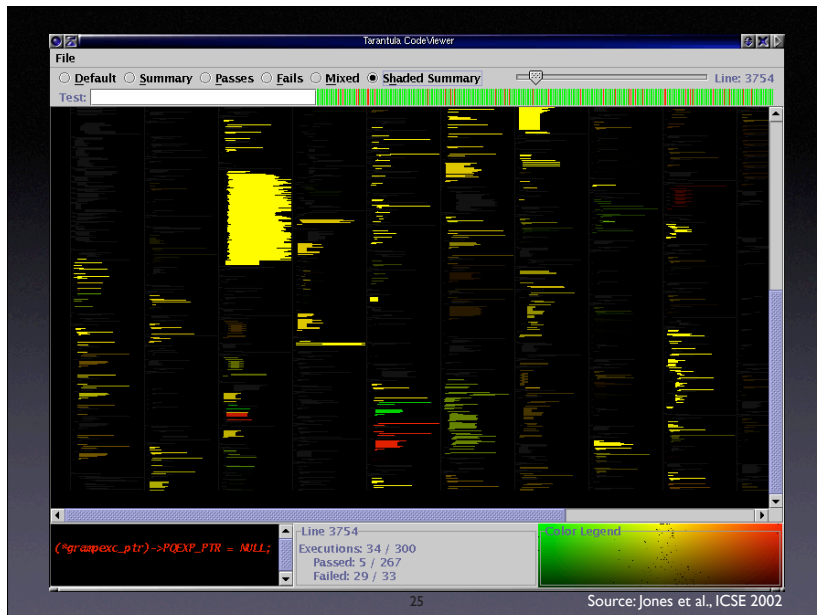 Tarantula CodeViewer
File
Default Summary Passes Fails Mixed Shaded Summary Line: 3754
Test:
(*grampexc_ptr)->PQEXP_PTR = NULL;
Line 3754
Executions: 34 / 300
Passed: 5 / 267
Failed: 29 / 33
Color Legend
25
Source: Jones et al., ICSE 2002